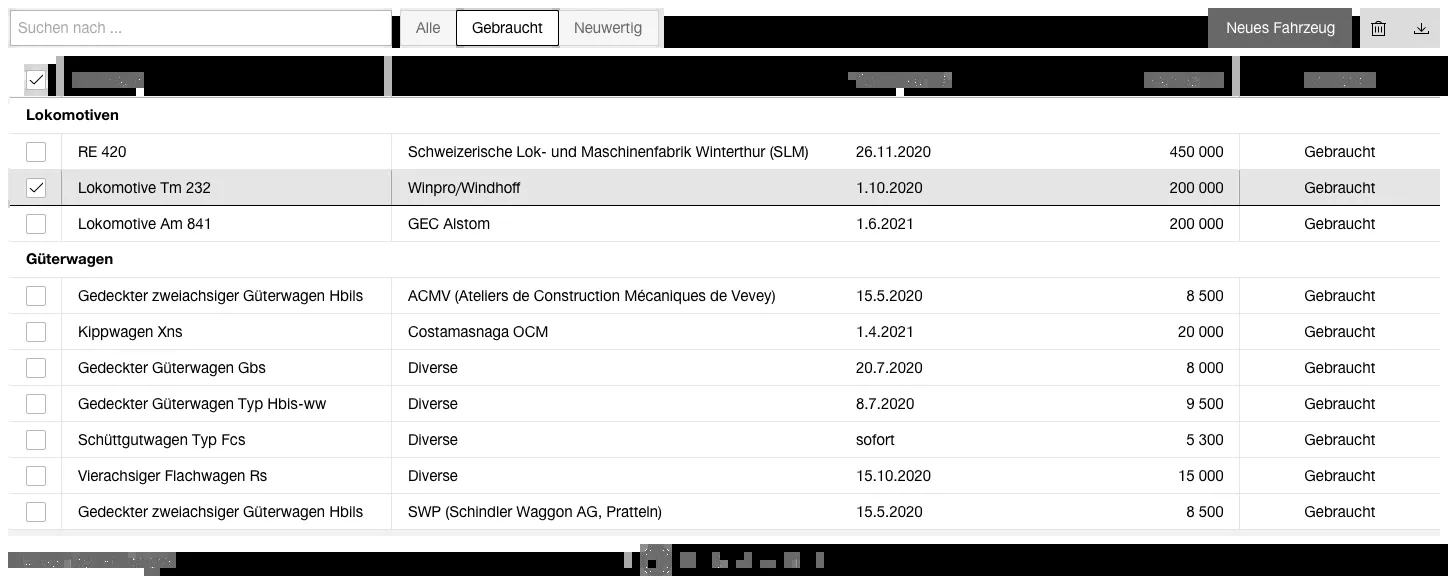 Suchen nach ... Alle Gebraucht Neuwertig Neues Fahrzeug
Lokomotiven
RE 420 Schweizerische Lok- und Maschinenfabrik Winterthur (SLM) 26.11.2020 450 000 Gebraucht
Lokomotive Tm 232 Winpro/Windhoff 1.10.2020 200 000 Gebraucht
Lokomotive Am 841 GEC Alstom 1.6.2021 200 000 Gebraucht
Güterwagen
Gedeckter zweiachsiger Güterwagen Hbils ACMV (Ateliers de Construction Mécaniques de Vevey) 15.5.2020 8 500 Gebraucht
Kippwagen Xns Costamasnaga OCM 1.4.2021 20 000 Gebraucht
Gedeckter Güterwagen Gbs Diverse 20.7.2020 8 000 Gebraucht
Gedeckter Güterwagen Typ Hbis-ww Diverse 8.7.2020 9 500 Gebraucht
Schüttgutwagen Typ Fcs Diverse sofort 5 300 Gebraucht
Vierachsiger Flachwagen Rs Diverse 15.10.2020 15 000 Gebraucht
Gedeckter zweiachsiger Güterwagen Hbils SWP (Schindler Waggon AG, Pratteln) 15.5.2020 8 500 Gebraucht